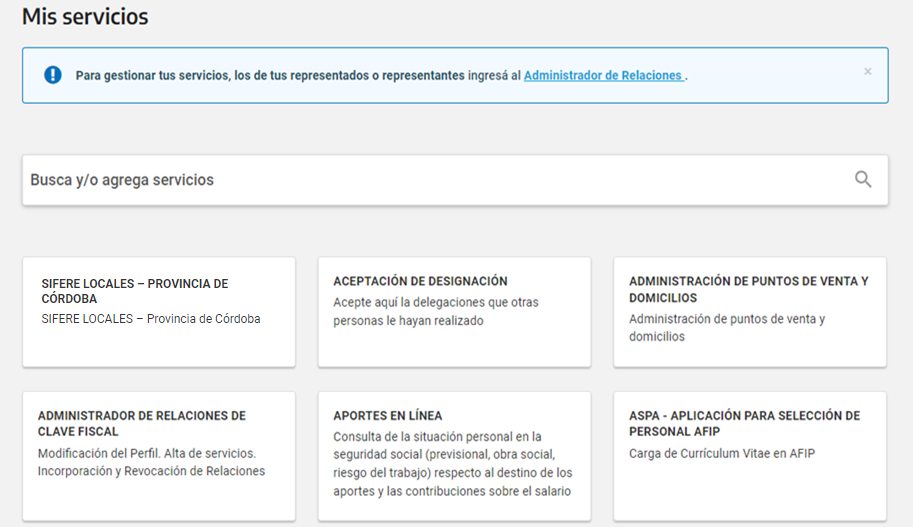 Mis servicios
Para gestionar tus servicios, los de tus representados o representantes ingresá al Administrador de Relaciones .
×
Busca y/o agrega servicios
SIFERE LOCALES – PROVINCIA DE
CÓRDOBA
SIFERE LOCALES – Provincia de Córdoba
ACEPTACIÓN DE DESIGNACIÓN
Acepte aquí la delegaciones que otras
personas le hayan realizado
ADMINISTRACIÓN DE PUNTOS DE VENTA Y
DOMICILIOS
Administración de puntos de venta y
domicilios
ADMINISTRADOR DE RELACIONES DE
CLAVE FISCAL
Modificación del Perfil. Alta de servicios.
Incorporación y Revocación de Relaciones
APORTES EN LÍNEA
Consulta de la situación personal en la
seguridad social (previsional, obra social,
riesgo del trabajo) respecto al destino de los
aportes y las contribuciones sobre el salario
ASPA - APLICACIÓN PARA SELECCIÓN DE
PERSONAL AFIP
Carga de Currículum Vitae en AFIP